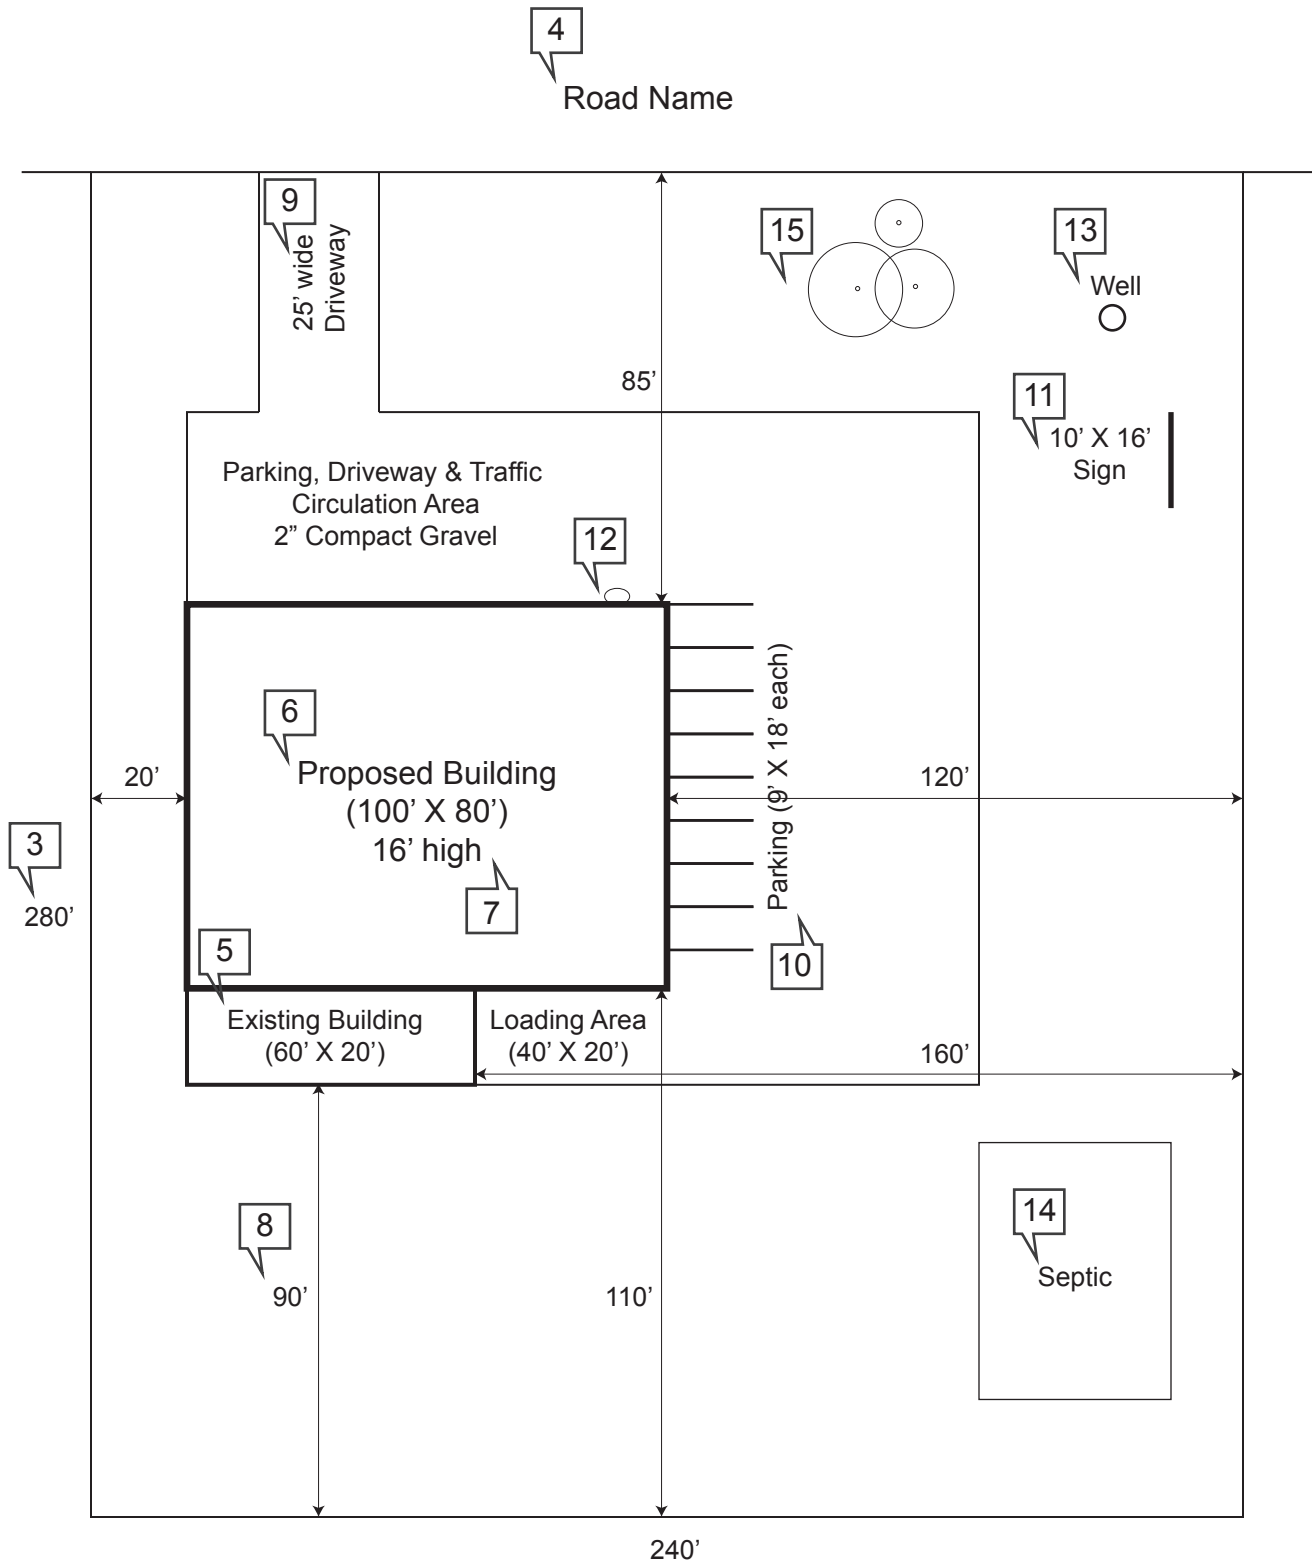 4
Road Name
9
25’ wide
Driveway
15
13
Well
85’
11
10’ X 16’
Sign
Parking, Driveway & Traffic
Circulation Area
2” Compact Gravel
12
6
Proposed Building
(100’ X 80’)
16’ high
7
Parking (9’ X 18’ each)
10
20’
120’
3
280’
5
Existing Building
(60’ X 20’)
Loading Area
(40’ X 20’)
160’
8
90’
110’
14
Septic
240’